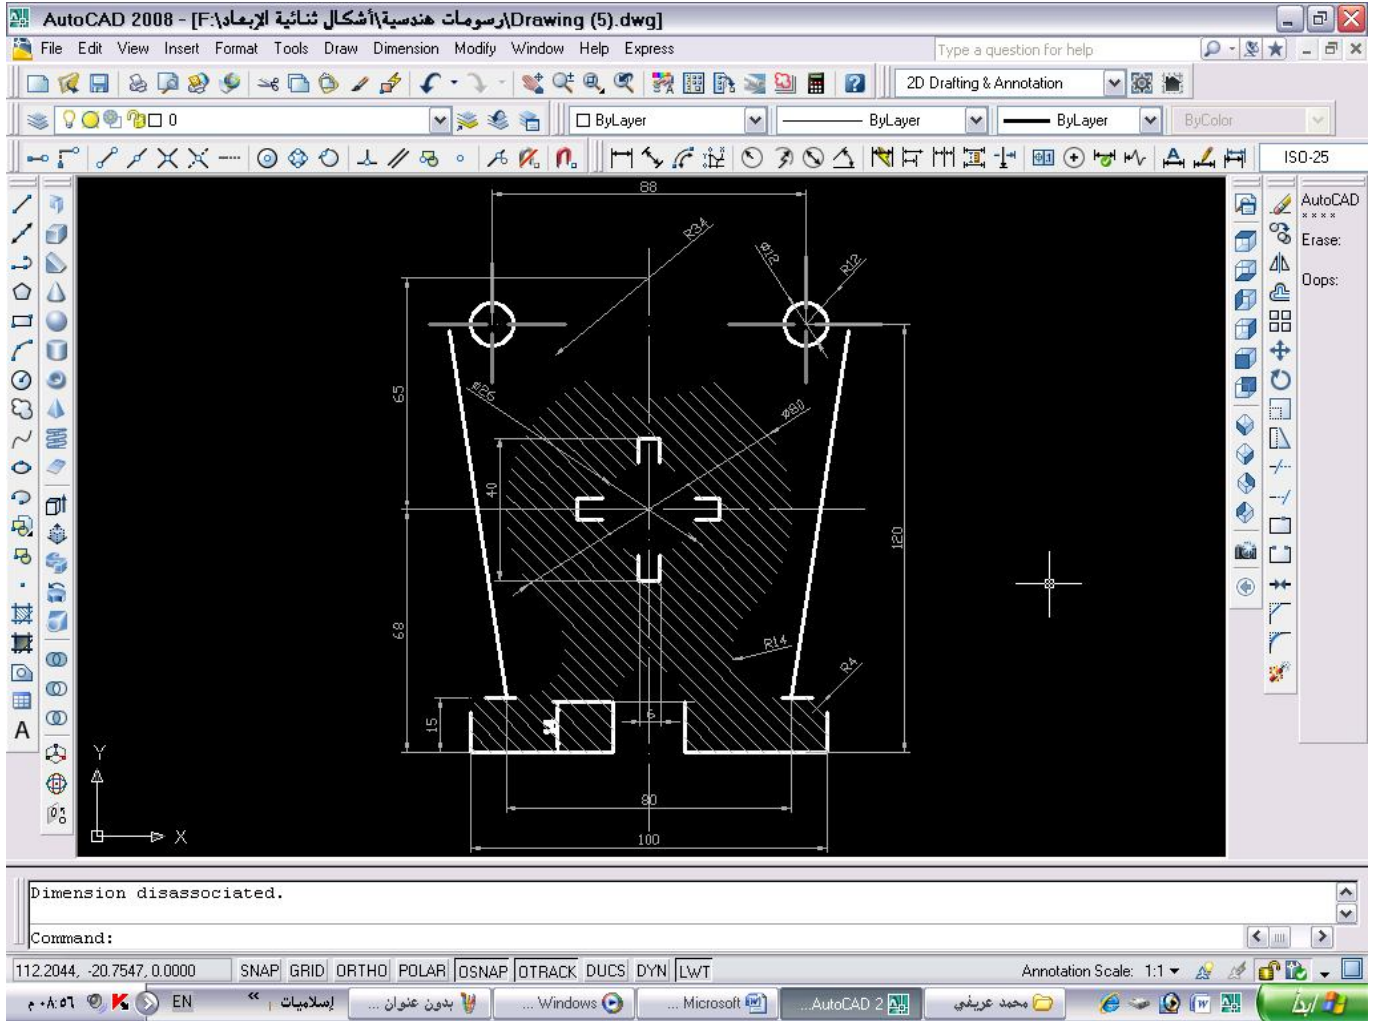 AutoCAD 2008 - [F:\رسومات هندسية\أشكال ثنائية الإبعاد\Drawing (5).dwg]
File Edit View Insert Format Tools Draw Dimension Modify Window Help Express
Type a question for help
2D Drafting & Annotation
0
ByLayer
ByLayer
ByLayer
ByColor
ISO-25
AutoCAD
* * * *
Erase:
Oops:
88
R34
Ø12
R12
65
Ø26
Ø80
40
120
68
R14
R4
15
6
80
100
Y
X
A
Dimension disassociated.
Command:
112.2044, -20.7547, 0.0000
SNAP GRID ORTHO POLAR OSNAP OTRACK DUCS DYN LWT
Annotation Scale: 1:1
٠٨:٥٦ م
EN
إسلاميات
بدون عنوان ...
... Windows
... Microsoft
...AutoCAD 2
محمد عريفي
ابدأ